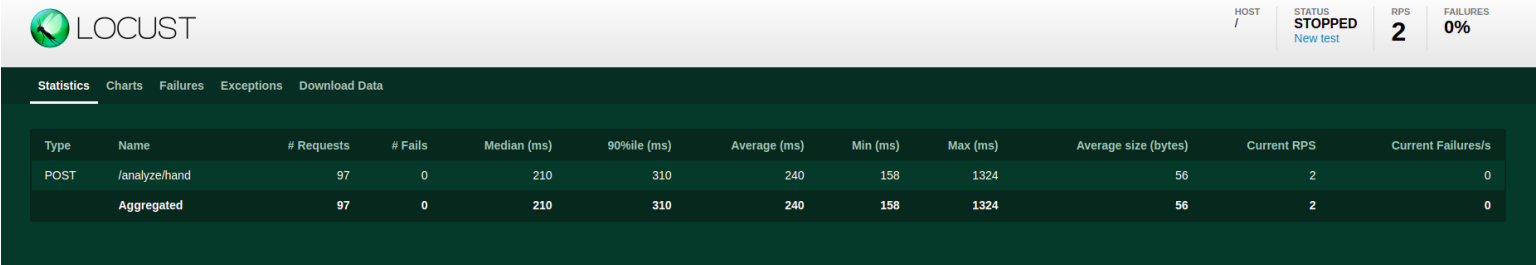 LOCUST
HOST
/
STATUS
STOPPED
New test
RPS
2
FAILURES
0%
Statistics Charts Failures Exceptions Download Data
Type Name # Requests # Fails Median (ms) 90%ile (ms) Average (ms) Min (ms) Max (ms) Average size (bytes) Current RPS Current Failures/s
POST /analyze/hand 97 0 210 310 240 158 1324 56 2 0
Aggregated 97 0 210 310 240 158 1324 56 2 0